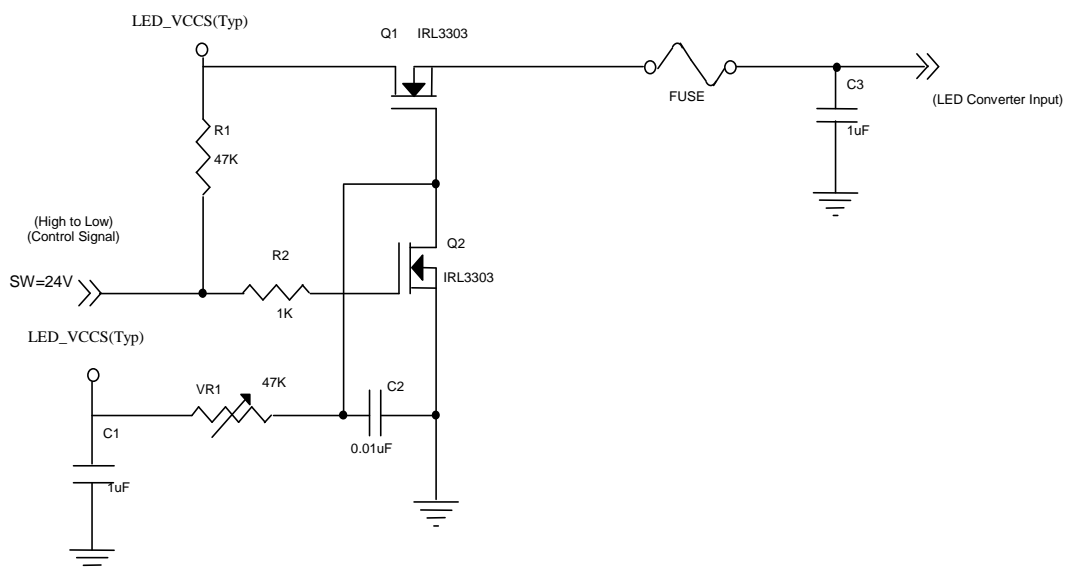 LED_VCCS(Typ)
Q1 IRL3303
FUSE
C3
1uF
(LED Converter Input)
R1
47K
(High to Low)
(Control Signal)
SW=24V
R2
1K
Q2
IRL3303
LED_VCCS(Typ)
VR1
47K
C2
0.01uF
C1
1uF